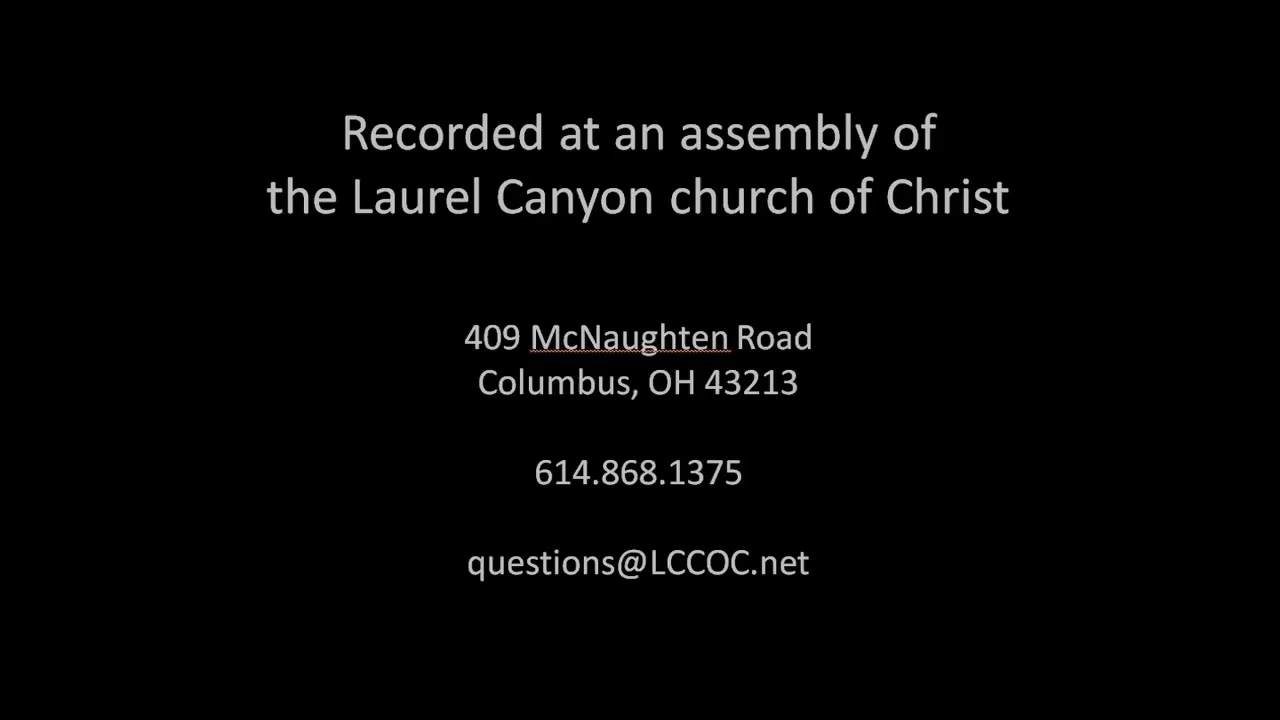 Recorded at an assembly of
the Laurel Canyon church of Christ
409 McNaughten Road
Columbus, OH 43213
614.868.1375
questions@LCCOC.net